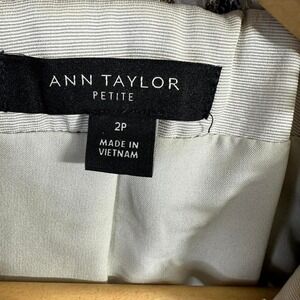 ANN TAYLOR
PETITE
2P
MADE IN
VIETNAM